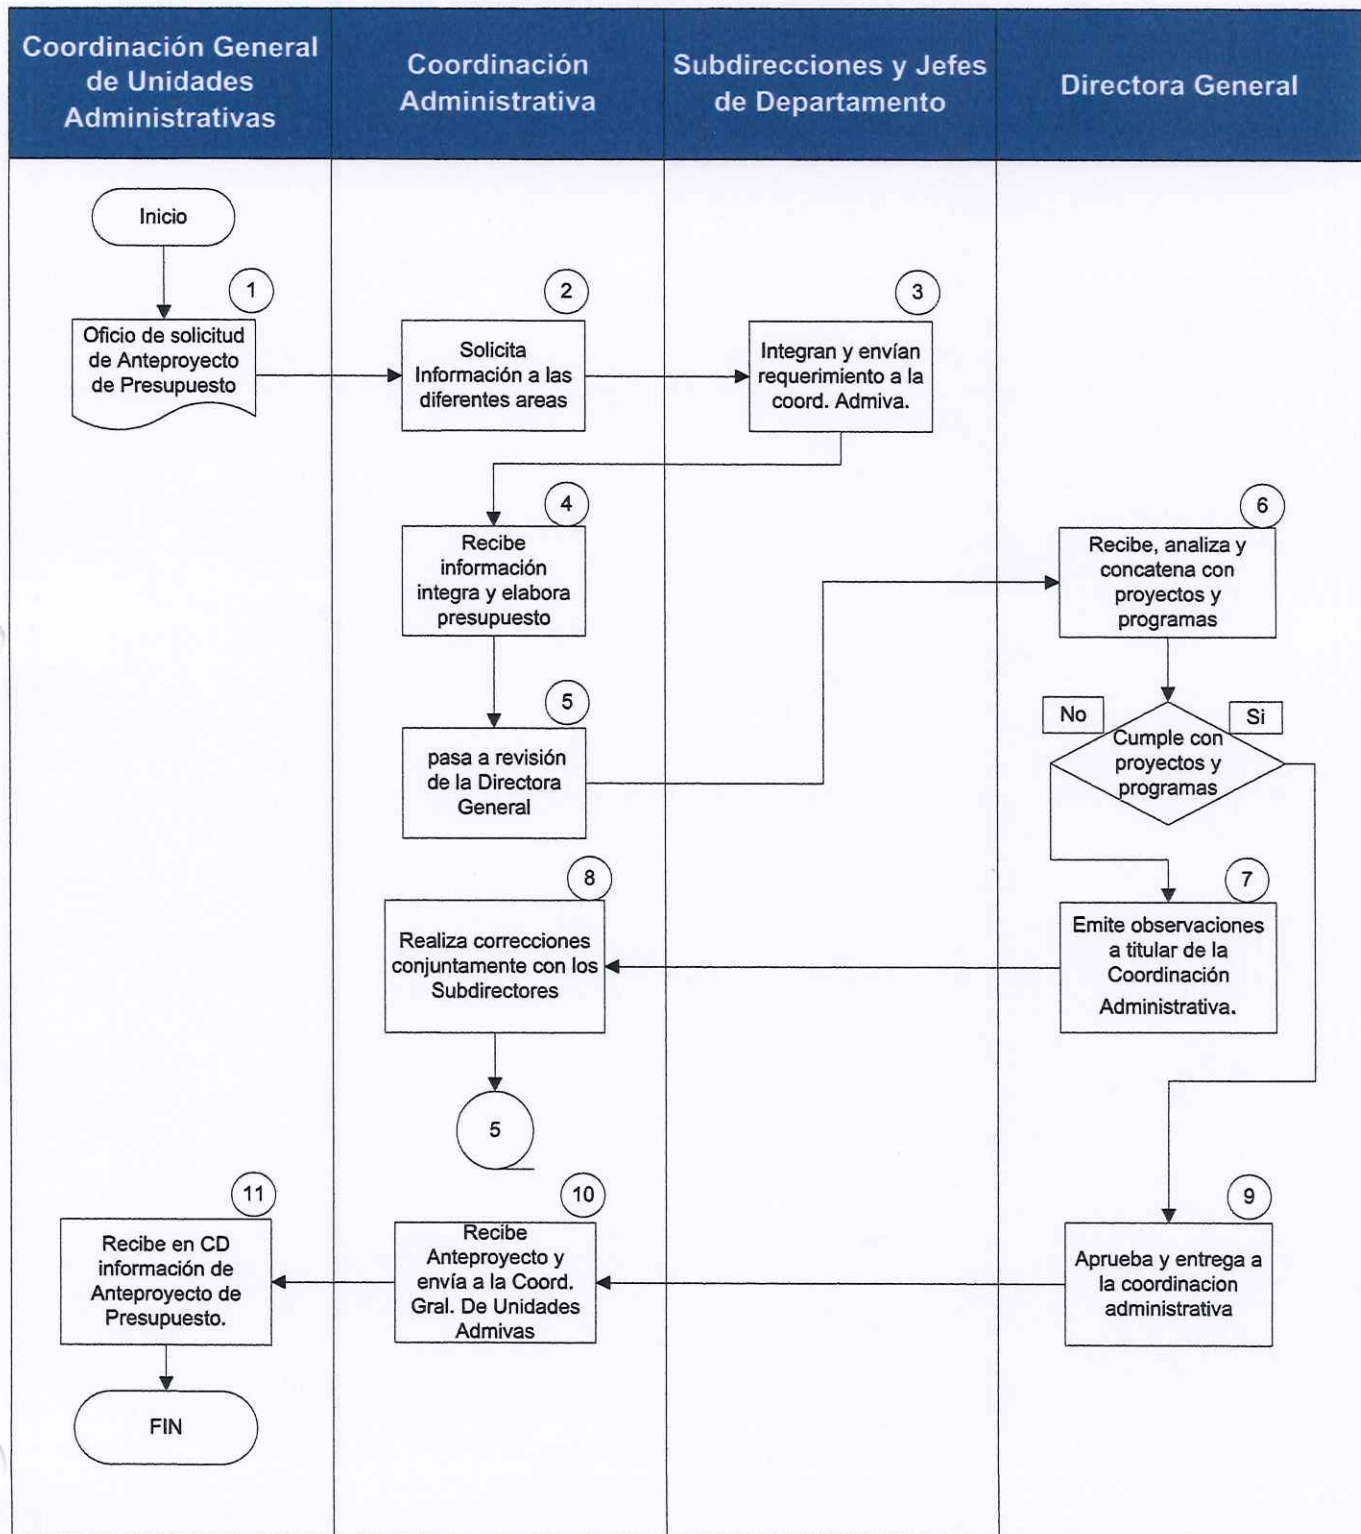 Coordinación General
de Unidades
Administrativas
Coordinación
Administrativa
Subdirecciones y Jefes
de Departamento
Directora General
Inicio
1
Oficio de solicitud
de Anteproyecto
de Presupuesto
2
Solicita
Información a las
diferentes areas
3
Integran y envían
requerimiento a la
coord. Admiva.
4
Recibe
información
integra y elabora
presupuesto
5
pasa a revisión
de la Directora
General
6
Recibe, analiza y
concatena con
proyectos y
programas
No
Si
Cumple con
proyectos y
programas
7
Emite observaciones
a titular de la
Coordinación
Administrativa.
8
Realiza correcciones
conjuntamente con los
Subdirectores
5
9
Aprueba y entrega a
la coordinacion
administrativa
10
Recibe
Anteproyecto y
envía a la Coord.
Gral. De Unidades
Admivas
11
Recibe en CD
información de
Anteproyecto de
Presupuesto.
FIN